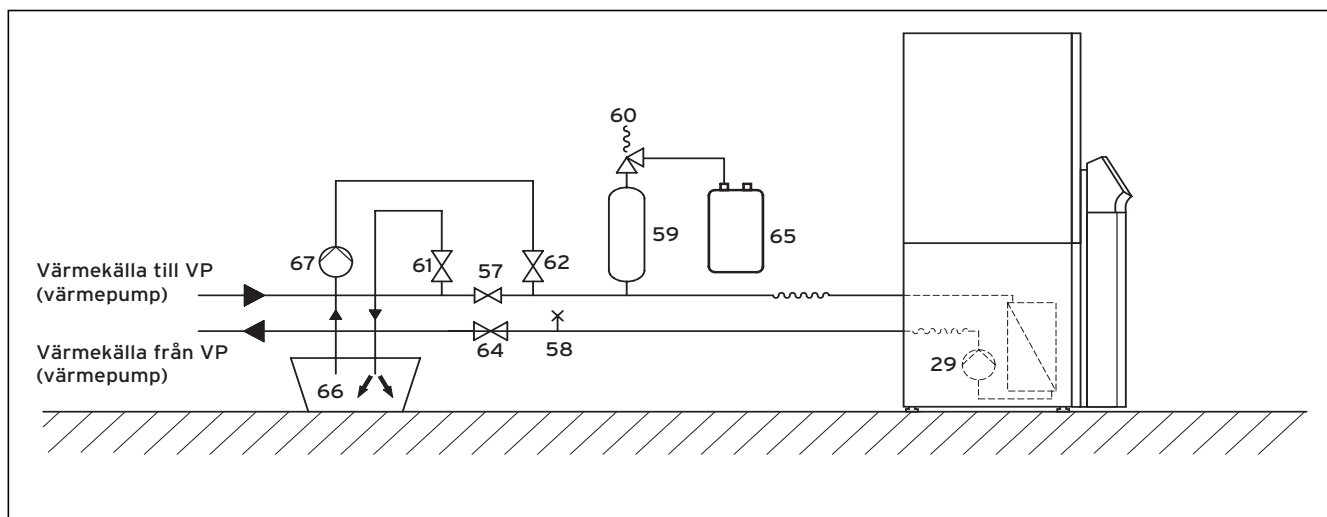 60
67
61
57
62
59
65
Värmekälla till VP
(värmepump)
Värmekälla från VP
(värmepump)
66
64
58
29